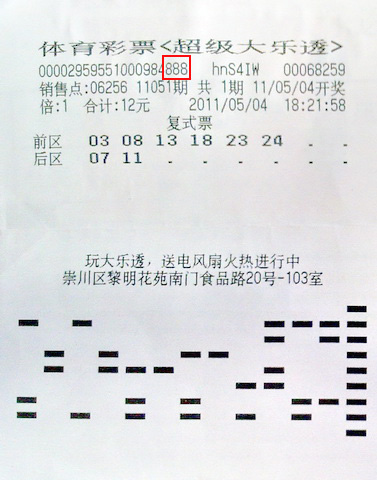 体育彩票<超级大乐透>
00002959551000984888 hnS4IW 00068259
销售点:06256 11051期 共 1期 11/05/04开奖
倍:1 合计:12元 2011/05/04 18:21:58
复式票
前区 03 08 13 18 23 24 . .
后区 07 11 . . . . . .
玩大乐透，送电风扇火热进行中
崇川区黎明花苑南门食品路20号-103室